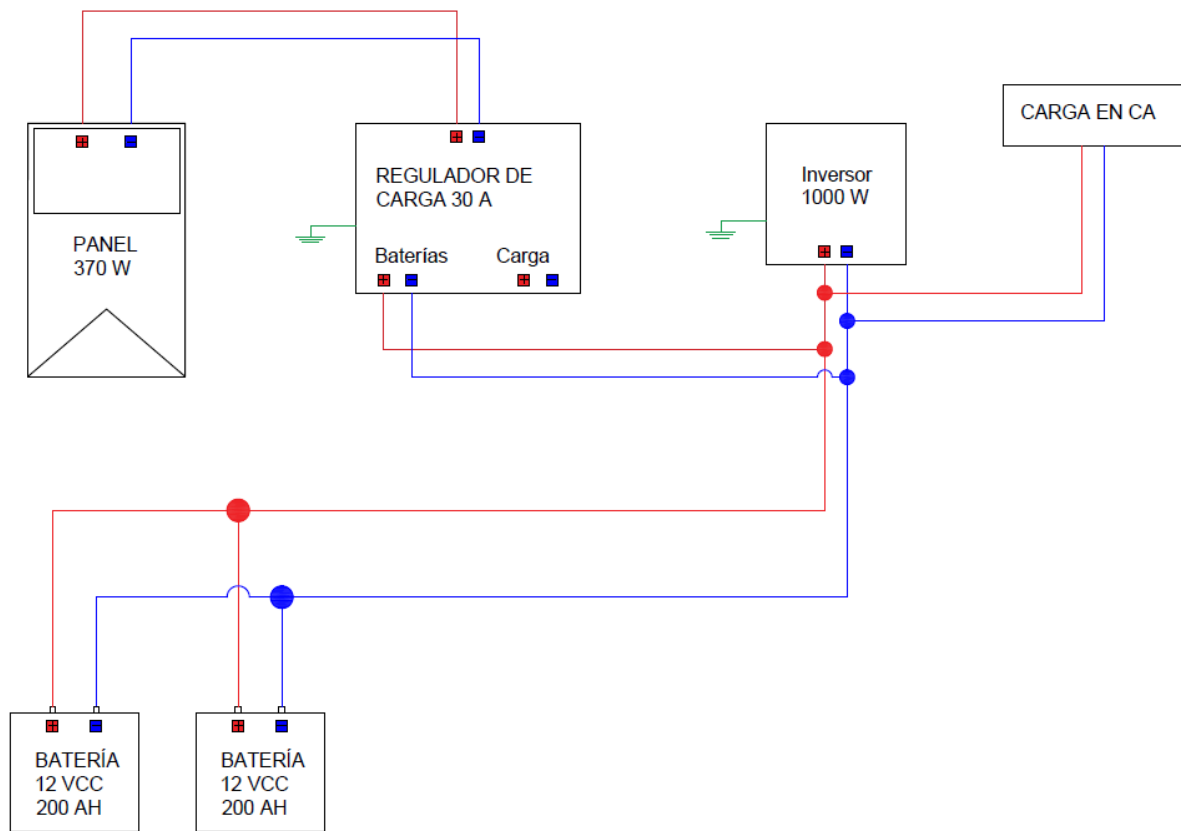 CARGA EN CA
REGULADOR DE
CARGA 30 A
Inversor
1000 W
PANEL
370 W
Baterías Carga
BATERÍA
12 VCC
200 AH
BATERÍA
12 VCC
200 AH